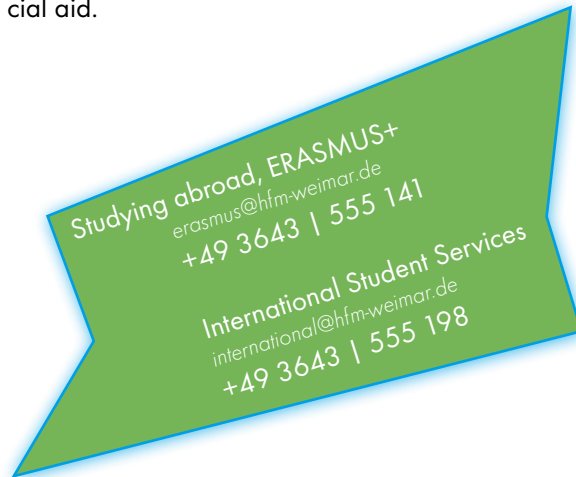 cial aid.
Studying abroad, ERASMUS+
erasmus@hfm-weimar.de
+49 3643 | 555 141
International Student Services
international@hfm-weimar.de
+49 3643 | 555 198